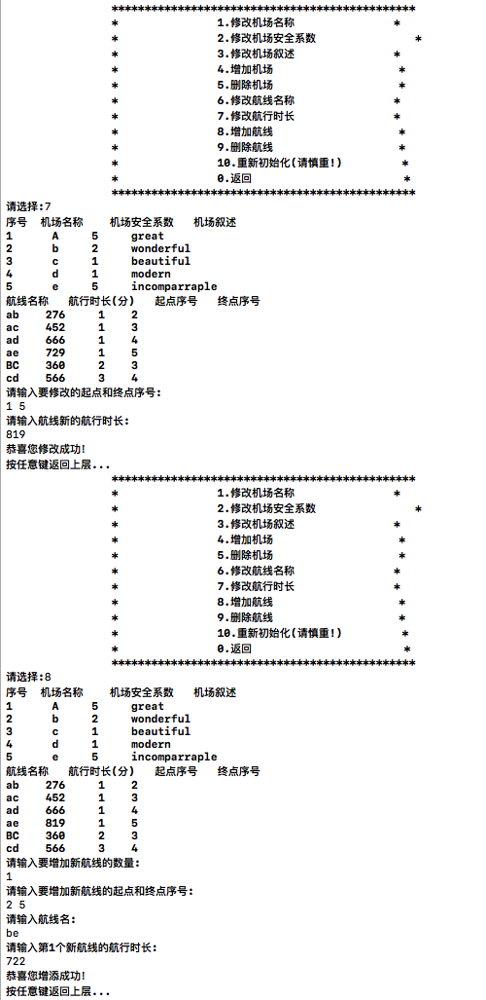 **********************************************
* 1.修改机场名称 *
* 2.修改机场安全系数 *
* 3.修改机场叙述 *
* 4.增加机场 *
* 5.删除机场 *
* 6.修改航线名称 *
* 7.修改航行时长 *
* 8.增加航线 *
* 9.删除航线 *
* 10.重新初始化(请慎重!) *
* 0.返回 *
**********************************************
请选择:7
序号 机场名称 机场安全系数 机场叙述
1 A 5 great
2 b 2 wonderful
3 c 1 beautiful
4 d 1 modern
5 e 5 incomparraple
航线名称 航行时长(分) 起点序号 终点序号
ab 276 1 2
ac 452 1 3
ad 666 1 4
ae 729 1 5
BC 360 2 3
cd 566 3 4
请输入要修改的起点和终点序号:
1 5
请输入航线新的航行时长:
819
恭喜您修改成功!
按任意键返回上层...
**********************************************
* 1.修改机场名称 *
* 2.修改机场安全系数 *
* 3.修改机场叙述 *
* 4.增加机场 *
* 5.删除机场 *
* 6.修改航线名称 *
* 7.修改航行时长 *
* 8.增加航线 *
* 9.删除航线 *
* 10.重新初始化(请慎重!) *
* 0.返回 *
**********************************************
请选择:8
序号 机场名称 机场安全系数 机场叙述
1 A 5 great
2 b 2 wonderful
3 c 1 beautiful
4 d 1 modern
5 e 5 incomparraple
航线名称 航行时长(分) 起点序号 终点序号
ab 276 1 2
ac 452 1 3
ad 666 1 4
ae 819 1 5
BC 360 2 3
cd 566 3 4
请输入要增加新航线的数量:
1
请输入要增加新航线的起点和终点序号:
2 5
请输入航线名:
be
请输入第1个新航线的航行时长:
722
恭喜您增添成功!
按任意键返回上层...